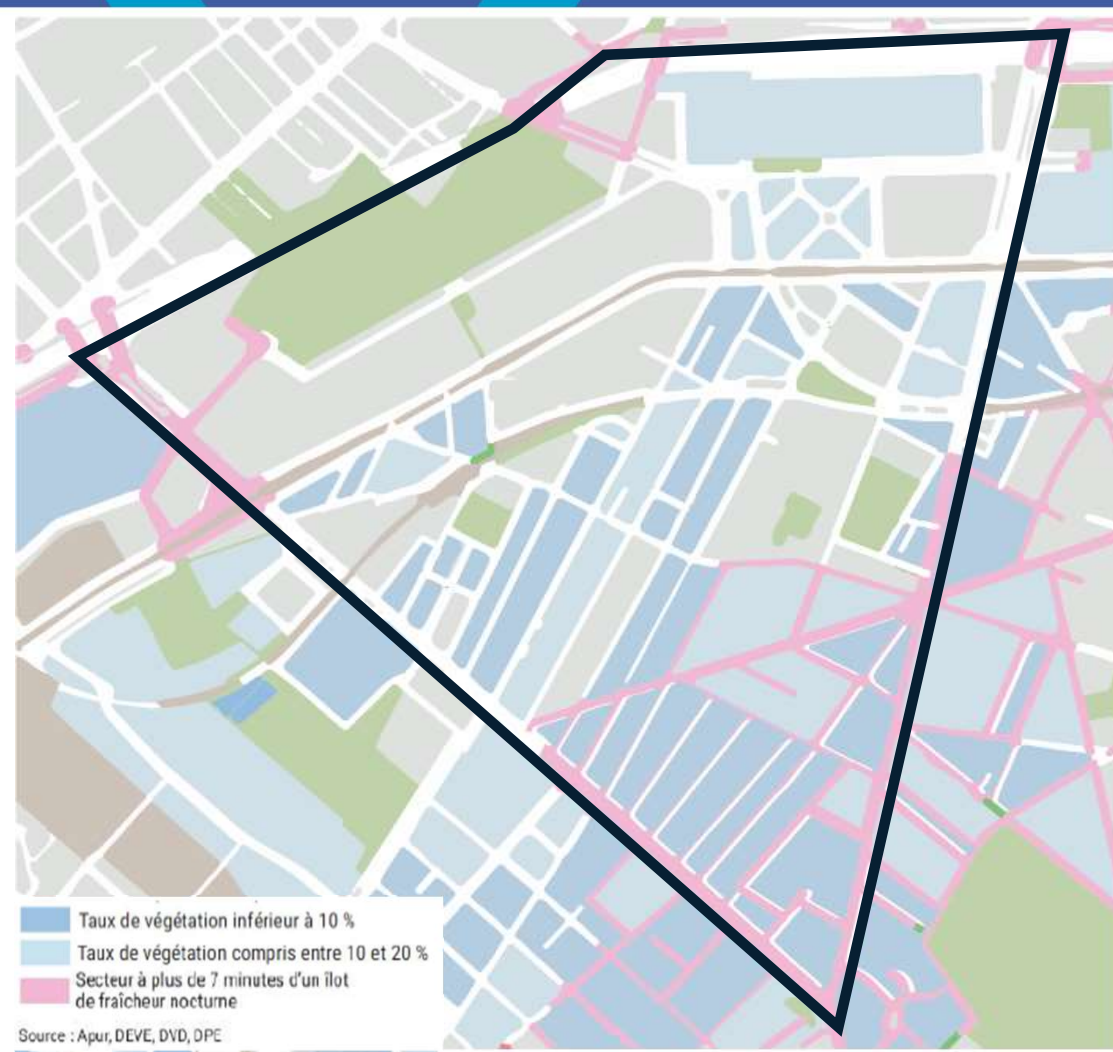 Taux de végétation inférieur à 10 %
Taux de végétation compris entre 10 et 20 %
Secteur à plus de 7 minutes d'un îlot
de fraîcheur nocturne
Source : Apur, DEVE, DVD, DPE